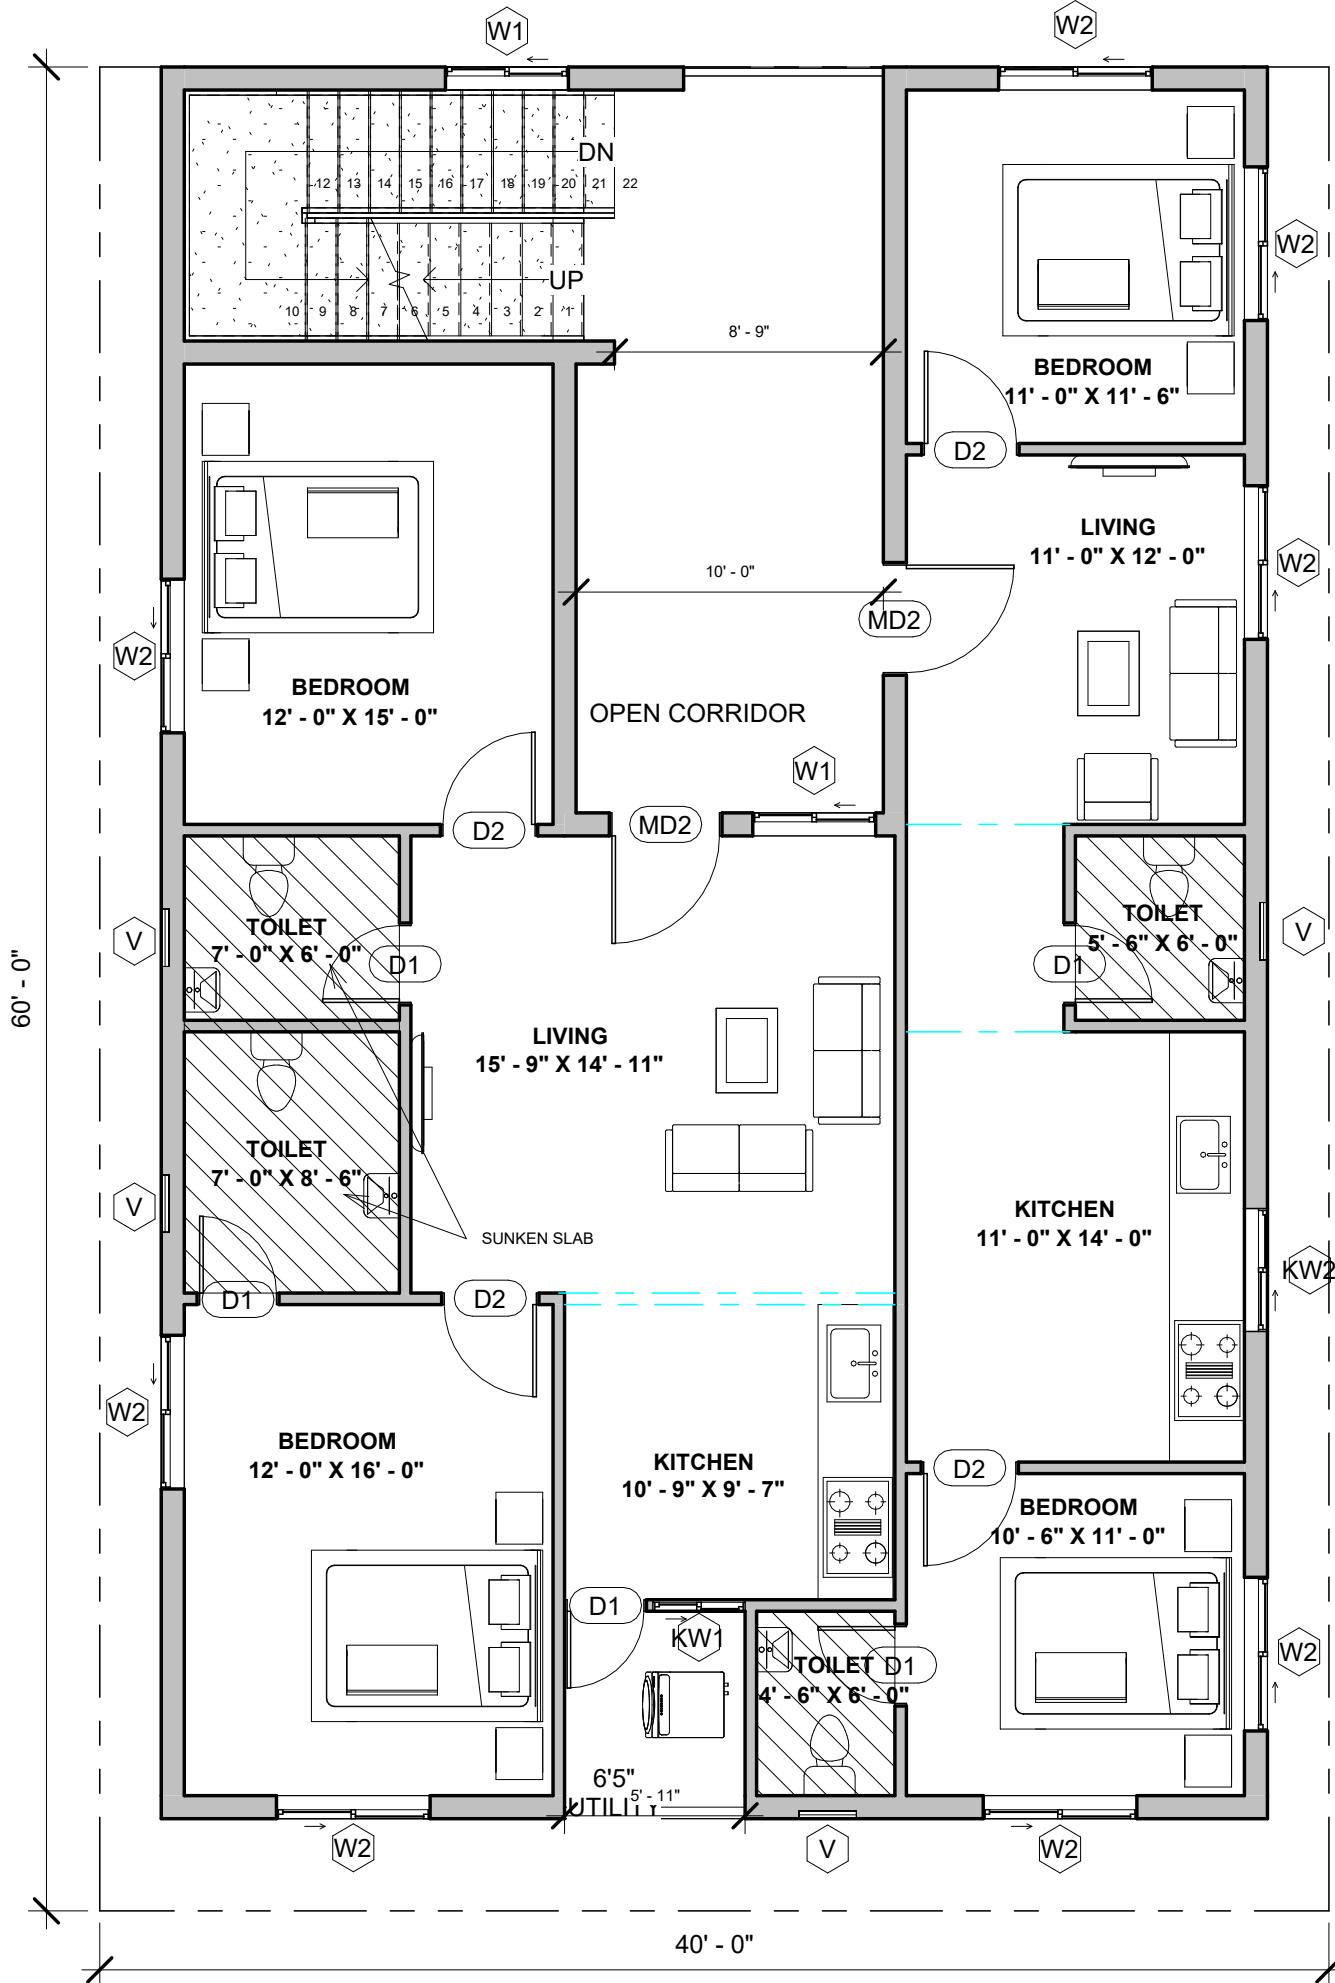 W1
W2
DN
12 13 14 15 16 17 18 19 20 21 22
W2
UP
10 9 8 7 6 5 4 3 2 1
8' - 9"
BEDROOM
11' - 0" X 11' - 6"
D2
LIVING
11' - 0" X 12' - 0"
W2
10' - 0"
MD2
W2
BEDROOM
12' - 0" X 15' - 0"
OPEN CORRIDOR
W1
D2
MD2
TOILET
7' - 0" X 6' - 0"
V
D1
TOILET
5' - 6" X 6' - 0"
V
D1
60' - 0"
LIVING
15' - 9" X 14' - 11"
TOILET
7' - 0" X 8' - 6"
V
SUNKEN SLAB
KITCHEN
11' - 0" X 14' - 0"
KW2
D1
D2
W2
BEDROOM
12' - 0" X 16' - 0"
KITCHEN
10' - 9" X 9' - 7"
D2
BEDROOM
10' - 6" X 11' - 0"
D1
KW1
TOILET
4' - 6" X 6' - 0"
D1
W2
6'5"
5' - 11"
UTILITY
W2
V
W2
40' - 0"